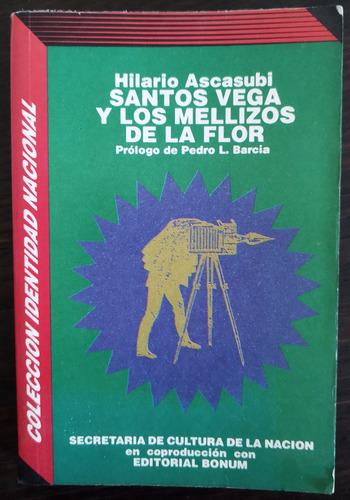 Hilario Ascasubi
SANTOS VEGA
Y LOS MELLIZOS
DE LA FLOR
Prólogo de Pedro L. Barcia
COLECCION IDENTIDAD NACIONAL
SECRETARIA DE CULTURA DE LA NACION
en coproducción con
EDITORIAL BONUM